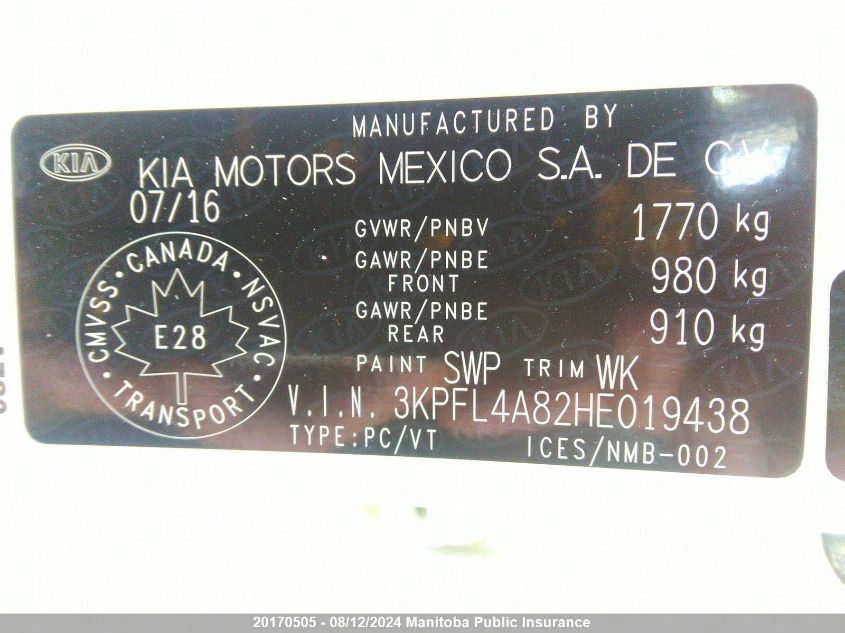 MANUFACTURED BY
KIA
KIA MOTORS MEXICO S.A. DE C.V.
07/16
GVWR/PNBV 1770 kg
GAWR/PNBE
FRONT 980 kg
GAWR/PNBE
REAR 910 kg
CMVSS • CANADA • NSVAC • TRANSPORT •
E28
PAINT SWP TRIM WK
V.I.N. 3KPFL4A82HE019438
TYPE:PC/VT ICES/NMB-002
20170505 - 08/12/2024 Manitoba Public Insurance